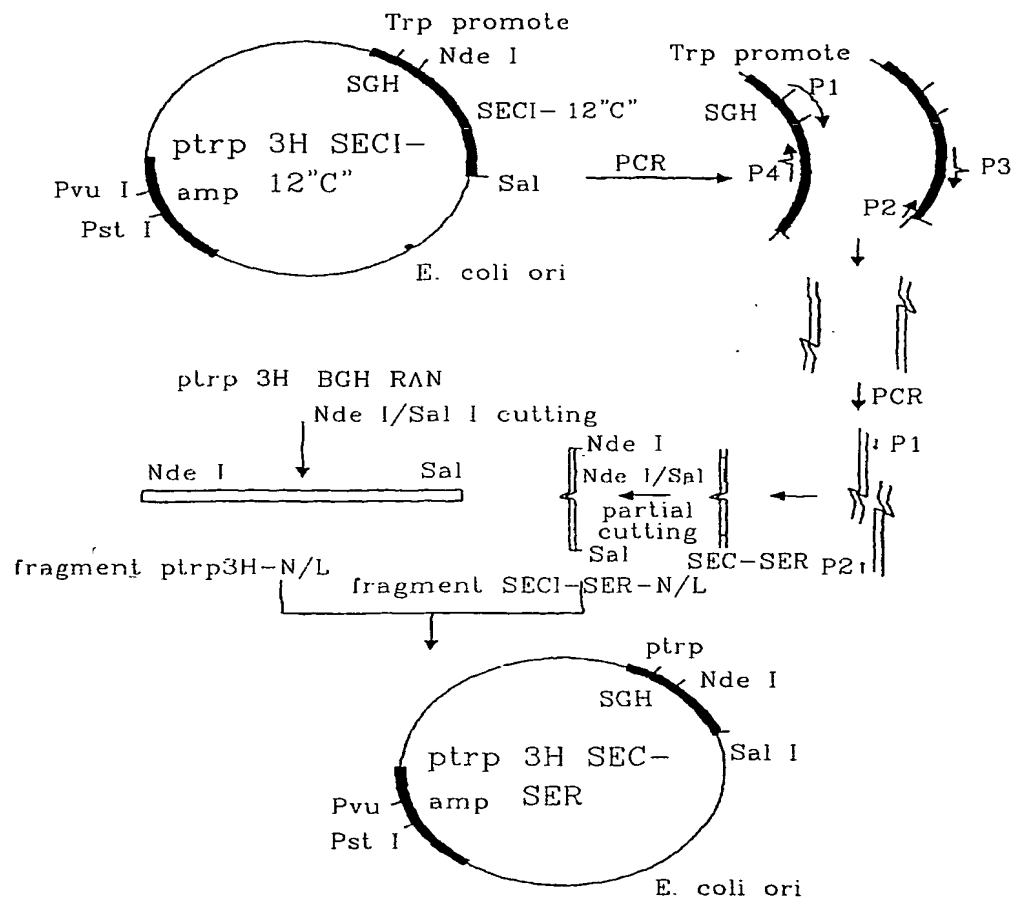 Trp promote
Nde I
SGH
SECI- 12"C"
ptrp 3H SECI-
12"C"
amp
Pvu I
Pst I
Sal
E. coli ori
PCR
Trp promote
P1
SGH
P4
P3
P2
PCR
P1
P2
ptrp 3H BGH RAN
Nde I/Sal I cutting
Nde I
Sal
fragment ptrp3H-N/L
Nde I
Nde I/Sal
partial
cutting
Sal
SEC-SER
fragment SECI-SER-N/L
ptrp
Nde I
SGH
Sal I
ptrp 3H SEC-
SER
amp
Pvu
Pst I
E. coli ori